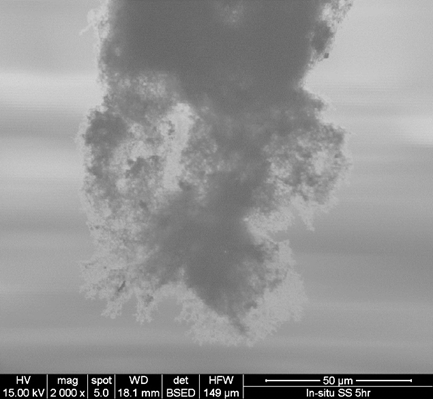 HV mag spot WD det HFW 50 µm
15.00 kV 2 000 x 5.0 18.1 mm BSED 149 µm In-situ SS 5hr